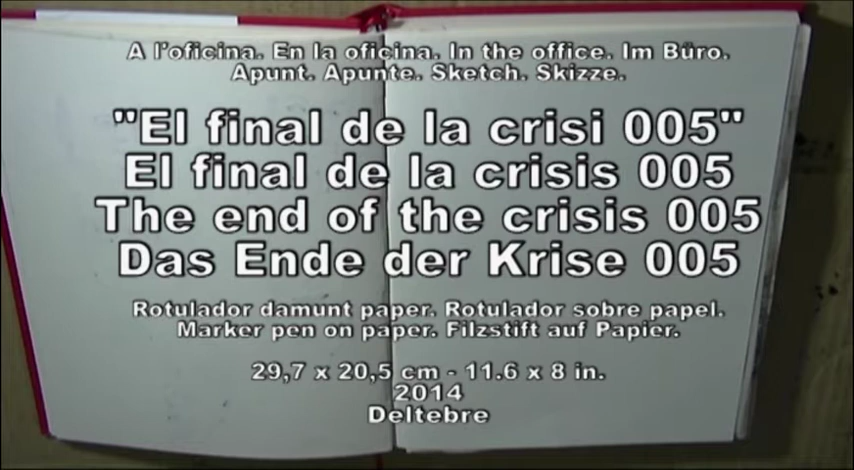 A l'oficina. En la oficina. In the office. Im Büro.
Apunt. Apunte. Sketch. Skizze.
"El final de la crisi 005"
El final de la crisis 005
The end of the crisis 005
Das Ende der Krise 005
Rotulador damunt paper. Rotulador sobre papel.
Marker pen on paper. Filzstift auf Papier.
29,7 x 20,5 cm - 11.6 x 8 in.
2014
Deltebre